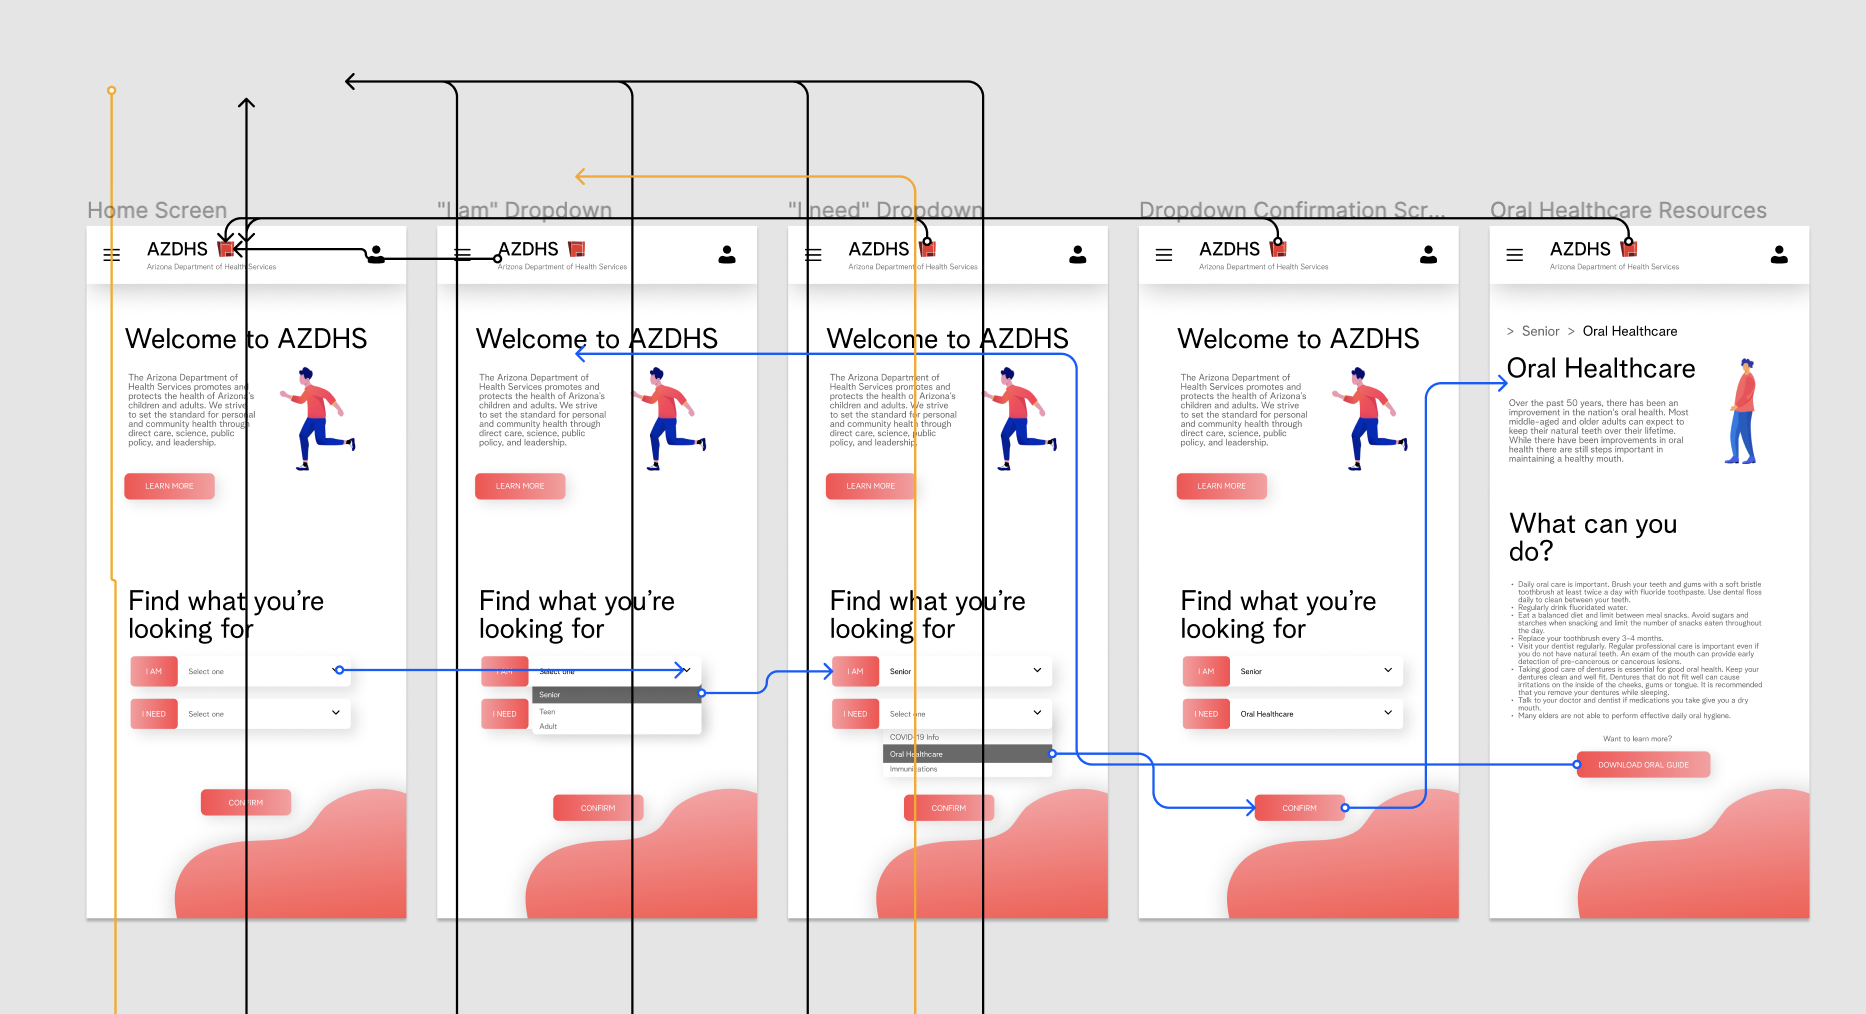 Home Screen
"I am" Dropdown
"I need" Dropdown
Dropdown Confirmation Scr...
Oral Healthcare Resources
AZDHS
Arizona Department of Health Services
Welcome to AZDHS
The Arizona Department of
Health Services promotes and
protects the health of Arizona's
children and adults. We strive
to set the standard for personal
and community health through
direct care, science, public
policy, and leadership.
LEARN MORE
Find what you're
looking for
I AM
Select one
I NEED
Select one
CONFIRM
AZDHS
Arizona Department of Health Services
Welcome to AZDHS
The Arizona Department of
Health Services promotes and
protects the health of Arizona's
children and adults. We strive
to set the standard for personal
and community health through
direct care, science, public
policy, and leadership.
LEARN MORE
Find what you're
looking for
I AM
Select one
Senior
I NEED
Teen
Adult
CONFIRM
AZDHS
Arizona Department of Health Services
Welcome to AZDHS
The Arizona Department of
Health Services promotes and
protects the health of Arizona's
children and adults. We strive
to set the standard for personal
and community health through
direct care, science, public
policy, and leadership.
LEARN MORE
Find what you're
looking for
I AM
Senior
I NEED
Select one
COVID-19 Info
Oral Healthcare
Immunizations
CONFIRM
AZDHS
Arizona Department of Health Services
Welcome to AZDHS
The Arizona Department of
Health Services promotes and
protects the health of Arizona's
children and adults. We strive
to set the standard for personal
and community health through
direct care, science, public
policy, and leadership.
LEARN MORE
Find what you're
looking for
I AM
Senior
I NEED
Oral Healthcare
CONFIRM
AZDHS
Arizona Department of Health Services
> Senior > Oral Healthcare
Oral Healthcare
Over the past 50 years, there has been an
improvement in the nation's oral health. Most
middle-aged and older adults can expect to
keep their natural teeth over their lifetime.
While there have been improvements in oral
health there are still steps important in
maintaining a healthy mouth.
What can you
do?
• Daily oral care is important. Brush your teeth and gums with a soft bristle
toothbrush at least twice a day with fluoride toothpaste. Use dental floss
daily to clean between your teeth.
• Regularly drink fluoridated water.
• Eat a balanced diet and limit between meal snacks. Avoid sugars and
starches when snacking and limit the number of snacks eaten throughout
the day.
• Replace your toothbrush every 3-4 months.
• Visit your dentist regularly. Regular professional care is important even if
you do not have natural teeth. An exam of the mouth can provide early
detection of pre-cancerous or cancerous lesions.
• Taking good care of dentures is essential for good oral health. Keep your
dentures clean and well fit. Dentures that do not fit well can cause
irritations on the inside of the cheeks, gums or tongue. It is recommended
that you remove your dentures while sleeping.
• Talk to your doctor and dentist if medications you take give you a dry
mouth.
• Many elders are not able to perform effective daily oral hygiene.
Want to learn more?
DOWNLOAD ORAL GUIDE